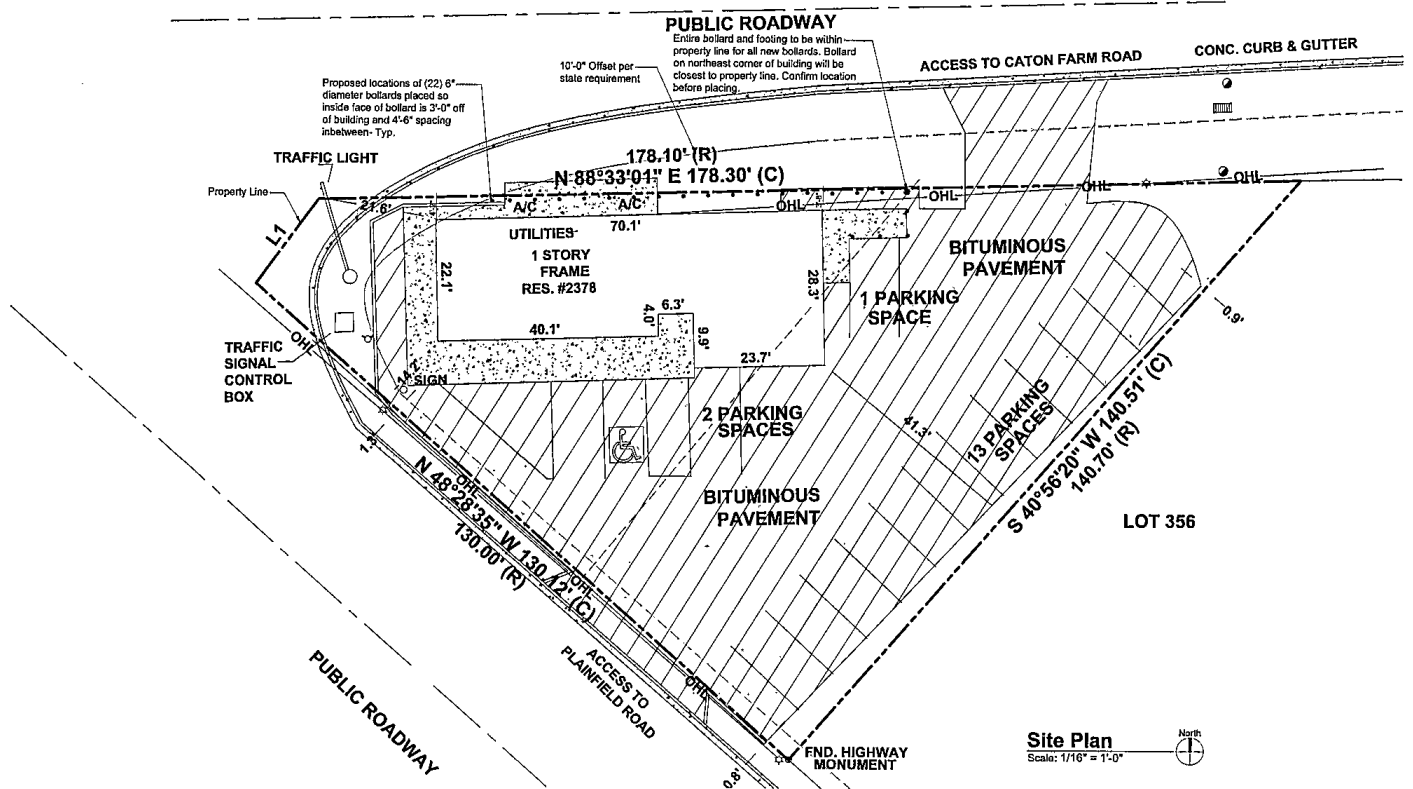 PUBLIC ROADWAY
Entire bollard and footing to be within
property line for all new bollards. Bollard
on northeast corner of building will be
closest to property line. Confirm location
before placing.
10'-0" Offset per
state requirement
ACCESS TO CATON FARM ROAD
CONC. CURB & GUTTER
Proposed locations of (22) 6"
diameter bollards placed so
inside face of bollard is 3'-0" off
of building and 4'-6" spacing
inbetween- Typ.
TRAFFIC LIGHT
Property Line
L1
21.6'
178.10' (R)
N 88°33'01" E 178.30' (C)
OHL
OHL
OHL
OHL
A/C
A/C
70.1'
UTILITIES
1 STORY
FRAME
RES. #2378
22.1'
28.3'
40.1'
6.3'
4.0'
9.9'
23.7'
BITUMINOUS
PAVEMENT
1 PARKING
SPACE
0.9'
OHL
TRAFFIC
SIGNAL
CONTROL
BOX
14.2'
SIGN
2 PARKING
SPACES
41.3'
13 PARKING
SPACES
S 40°56'20" W 140.51' (C)
140.70' (R)
LOT 356
OHL
N 48°28'35" W 130.12' (C)
130.00' (R)
BITUMINOUS
PAVEMENT
OHL
OHL
ACCESS TO
PLAINFIELD ROAD
PUBLIC ROADWAY
0.8'
FND. HIGHWAY
MONUMENT
Site Plan
Scale: 1/16" = 1'-0"
North